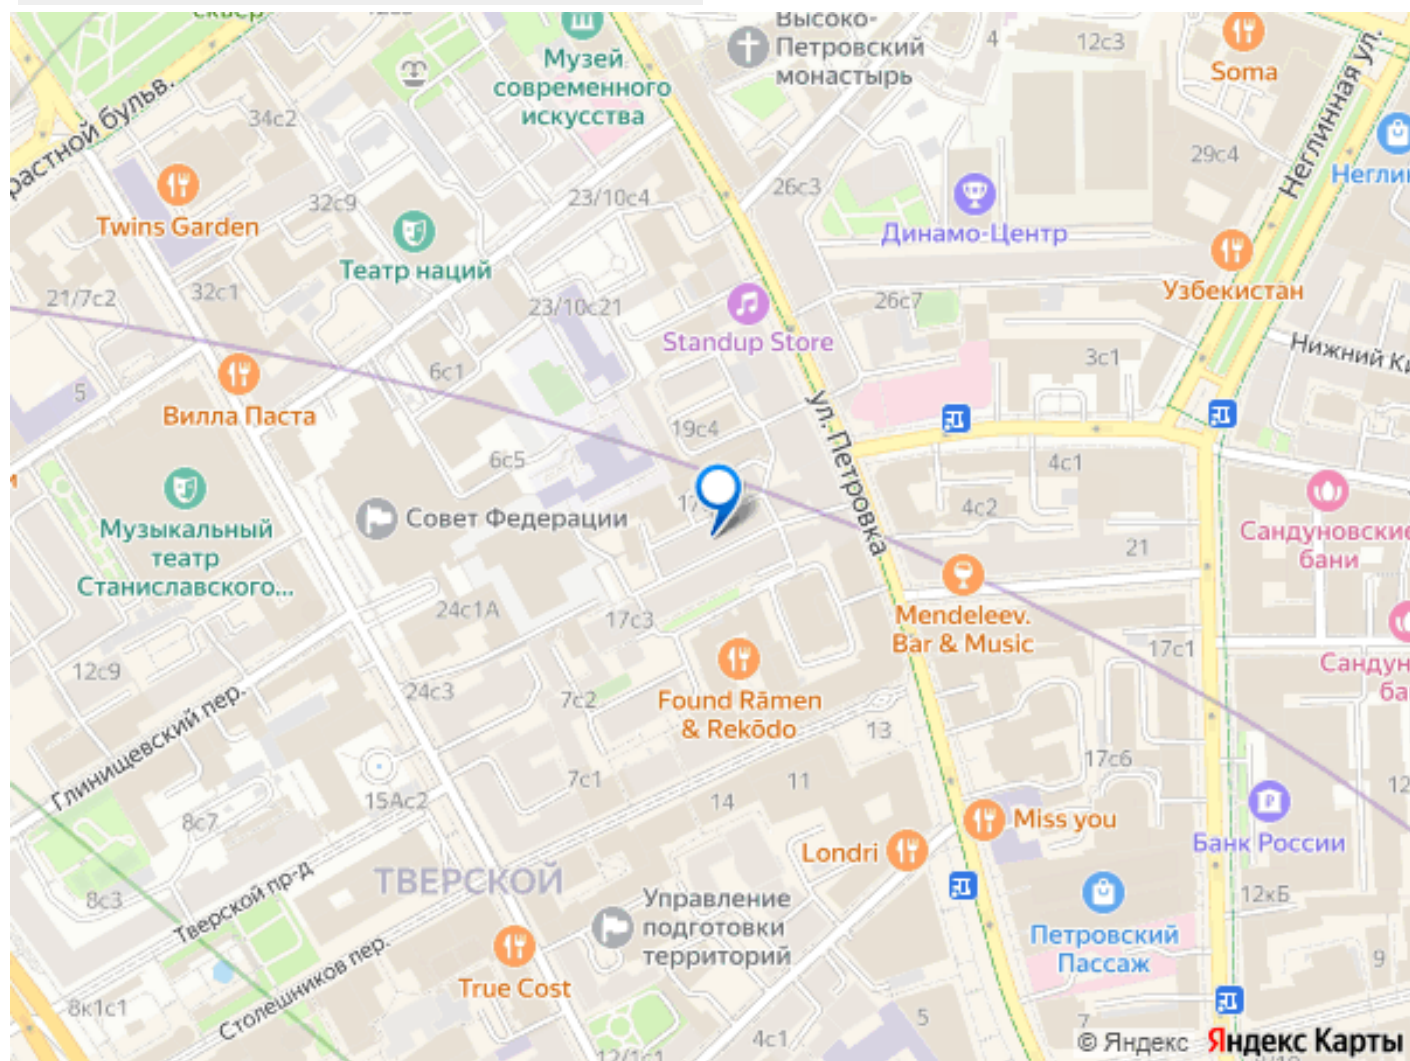 сквер
12с2
Высоко-
Петровский
монастырь
4
12с3
Soma
Музей
современного
искусства
34с2
растной бульв.
Неглинная ул.
29с4
Негли
Twins Garden
32с9
23/10с4
26с3
Динамо-Центр
Театр наций
Узбекистан
21/7с2
32с1
23/10с21
26с7
Standup Store
Нижний Ки
3с1
6с1
5
Вилла Паста
ул. Петровка
19с4
6с5
4с1
и
Музыкальный
театр
Станиславского...
Совет Федерации
4с2
Сандуновские
бани
21
24с1А
17с3
Mendeleev.
Bar & Music
17с1
12с9
Сандун
ба
24с3
7с2
Found Rāmen
& Rekōdo
13
Глинищевский пер.
17с6
7с1
11
15Ас2
14
12
8с7
Miss you
Банк России
Londri
ТВЕРСКОЙ
8с3
Тверской пр-д
Управление
подготовки
территорий
12кБ
Петровский
Пассаж
9
True Cost
Столешников пер.
8к1с1
5
7
4с1
12/1с1
© Яндекс Яндекс Карты